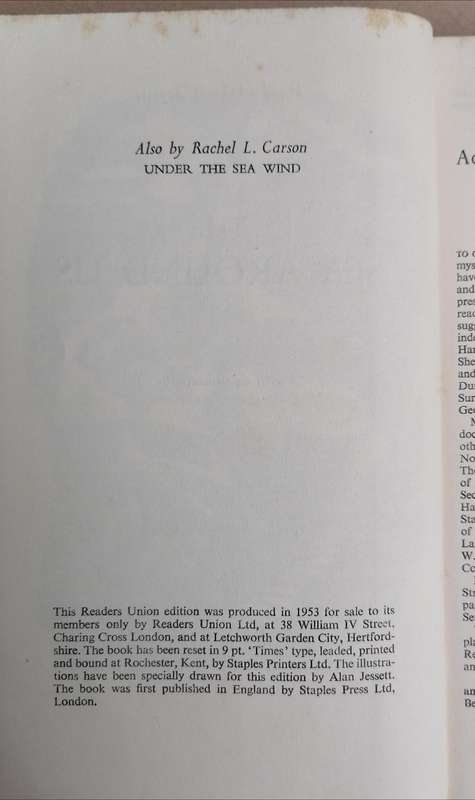 Also by Rachel L. Carson
UNDER THE SEA WIND
This Readers Union edition was produced in 1953 for sale to its
members only by Readers Union Ltd, at 38 William IV Street,
Charing Cross London, and at Letchworth Garden City, Hertford-
shire. The book has been reset in 9 pt. 'Times' type, leaded, printed
and bound at Rochester, Kent, by Staples Printers Ltd. The illustra-
tions have been specially drawn for this edition by Alan Jessett.
The book was first published in England by Staples Press Ltd,
London.